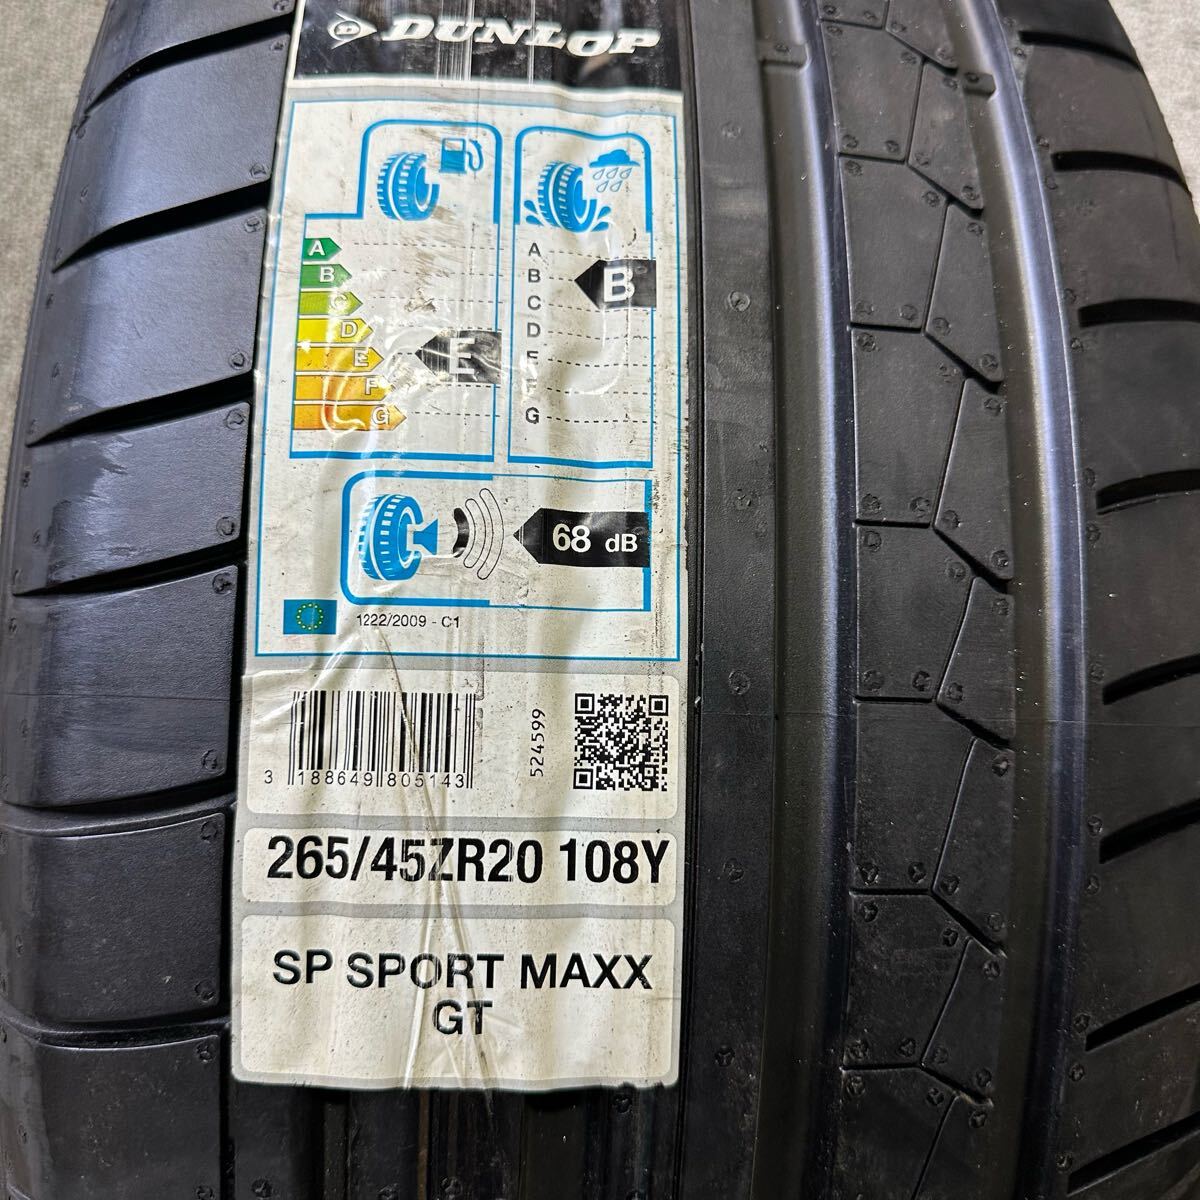 DUNLOP
A
B
C
D
E
F
G
E
A
B
C
D
E
F
G
B
68 dB
1222/2009 - C1
3 188649 805143
524599
265/45ZR20 108Y
SP SPORT MAXX
GT